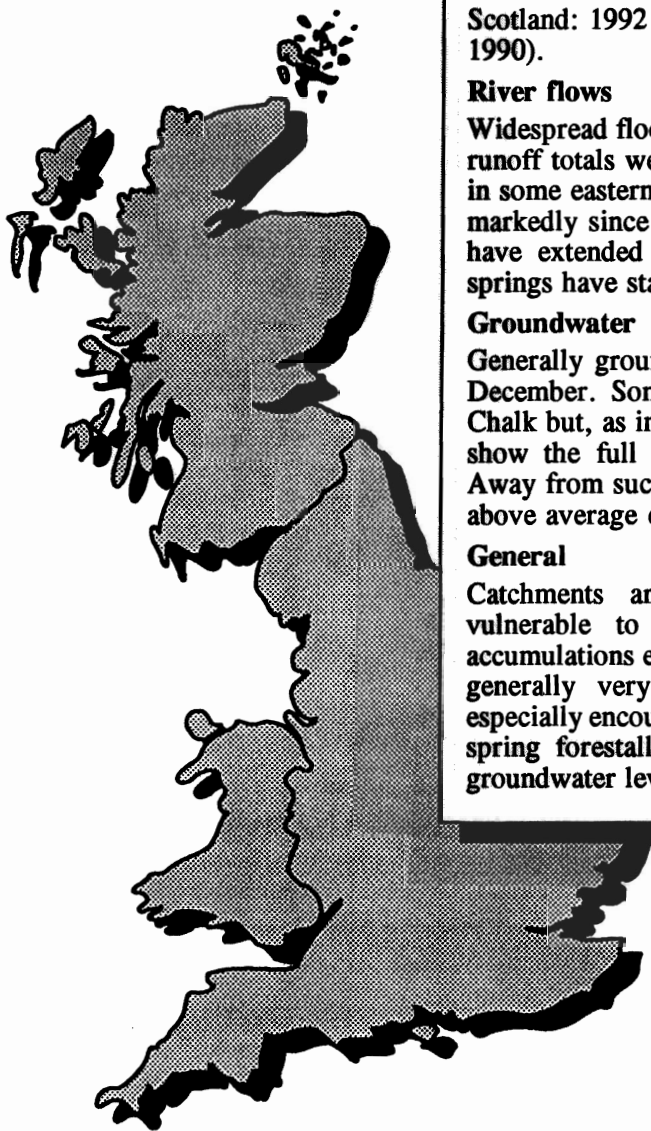 Scotland: 1992
1990).
River flows
Widespread floo
runoff totals we
in some eastern
markedly since
have extended
springs have sta
Groundwater
Generally groun
December. Son
Chalk but, as in
show the full
Away from suc
above average
General
Catchments ar
vulnerable to
accumulations e
generally very
especially encou
spring forestall
groundwater lev